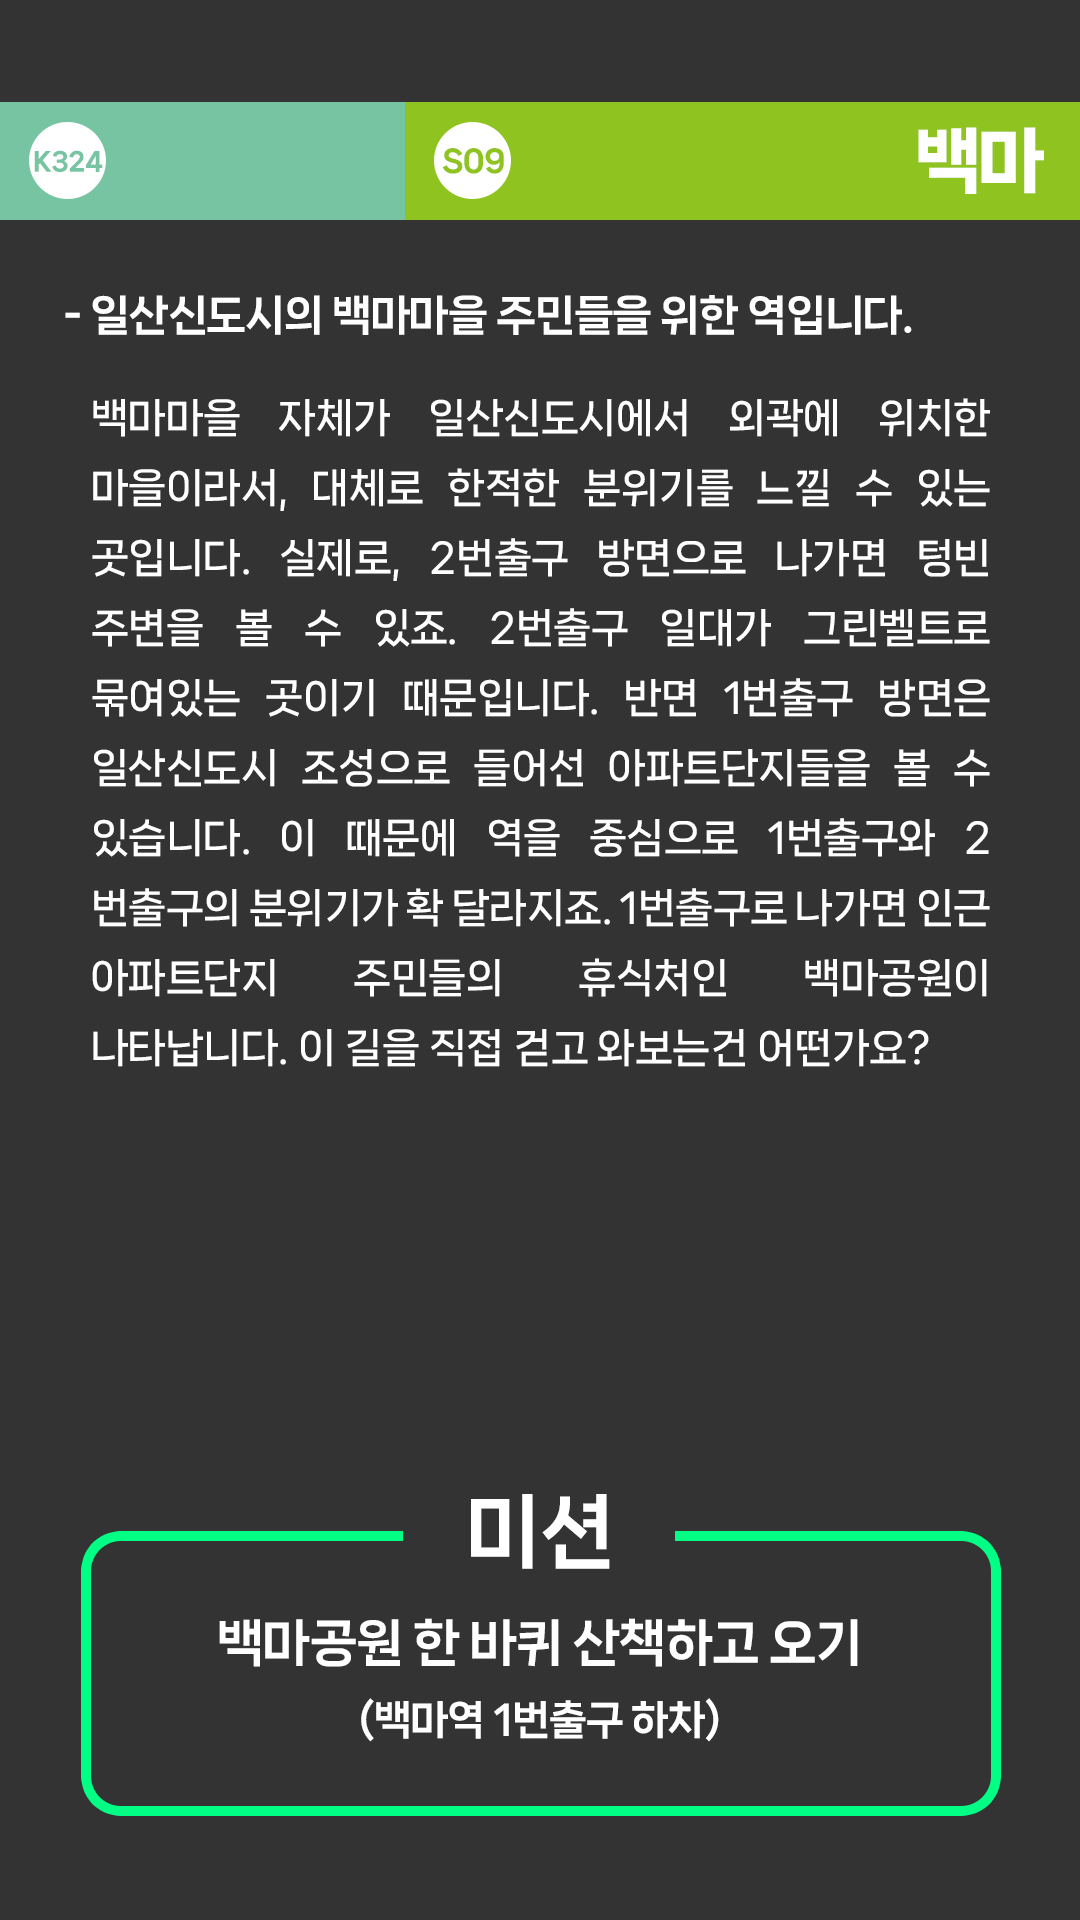 K324 S09 백마
- 일산신도시의 백마마을 주민들을 위한 역입니다.
백마마을 자체가 일산신도시에서 외곽에 위치한
마을이라서, 대체로 한적한 분위기를 느낄 수 있는
곳입니다. 실제로, 2번출구 방면으로 나가면 텅빈
주변을 볼 수 있죠. 2번출구 일대가 그린벨트로
묶여있는 곳이기 때문입니다. 반면 1번출구 방면은
일산신도시 조성으로 들어선 아파트단지들을 볼 수
있습니다. 이 때문에 역을 중심으로 1번출구와 2
번출구의 분위기가 확 달라지죠. 1번출구로 나가면 인근
아파트단지 주민들의 휴식처인 백마공원이
나타납니다. 이 길을 직접 걷고 와보는건 어떤가요?
미션
백마공원 한 바퀴 산책하고 오기
(백마역 1번출구 하차)